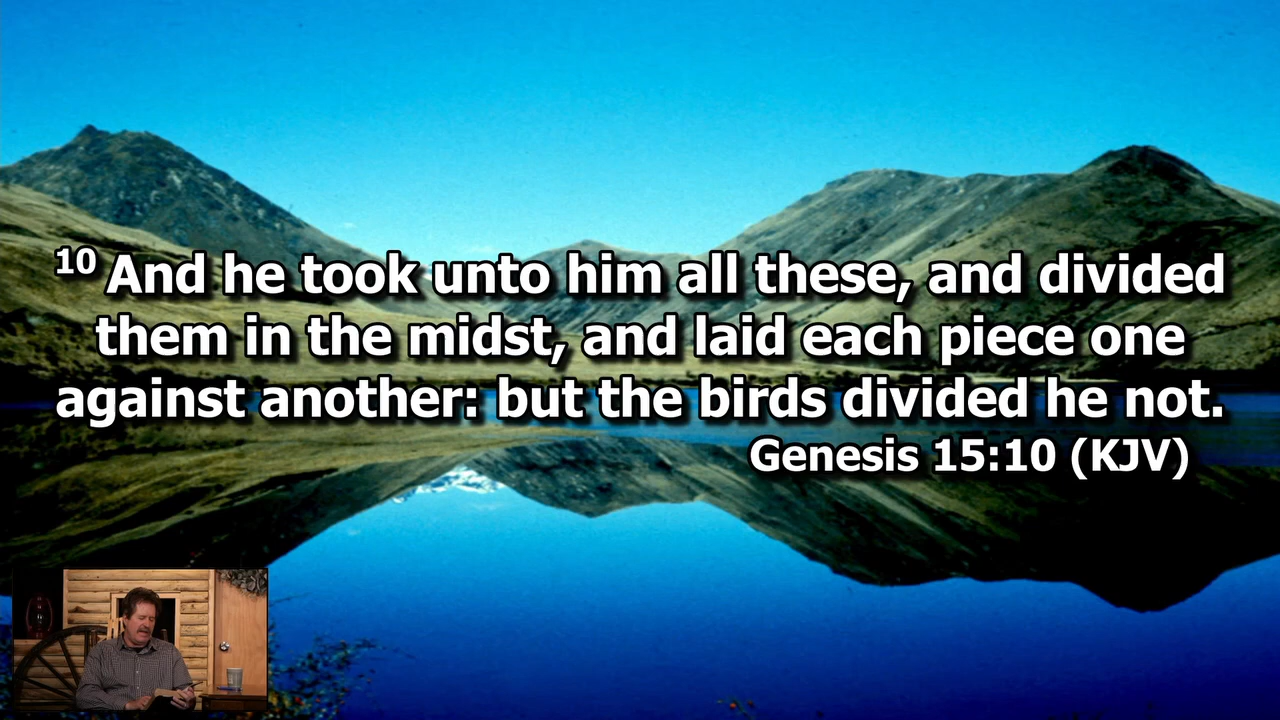 10 And he took unto him all these, and divided
them in the midst, and laid each piece one
against another: but the birds divided he not.
Genesis 15:10 (KJV)